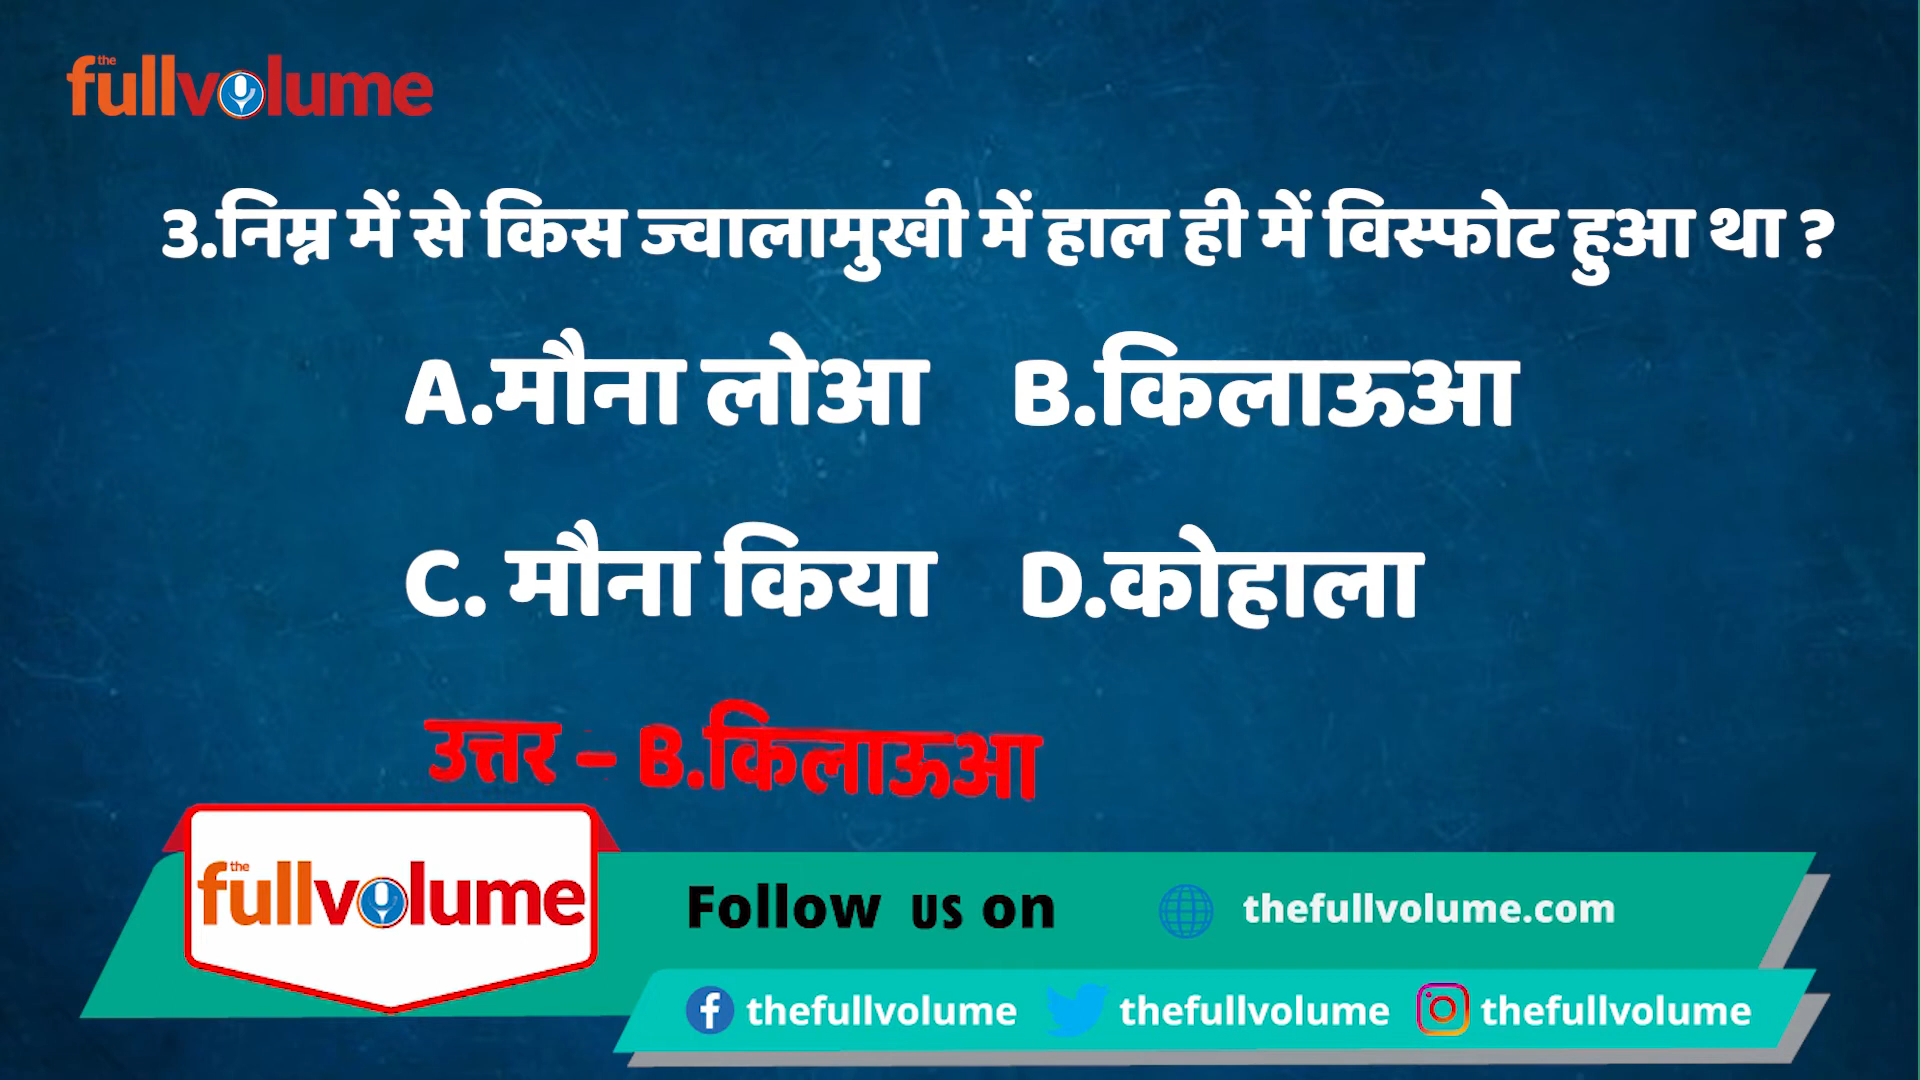 the
fullvolume
3.निम्न में से किस ज्वालामुखी में हाल ही में विस्फोट हुआ था ?
A.मौना लोआ B.किलाऊआ
C. मौना किया D.कोहाला
उत्तर – B.किलाऊआ
the
fullvolume
Follow us on thefullvolume.com
thefullvolume thefullvolume thefullvolume